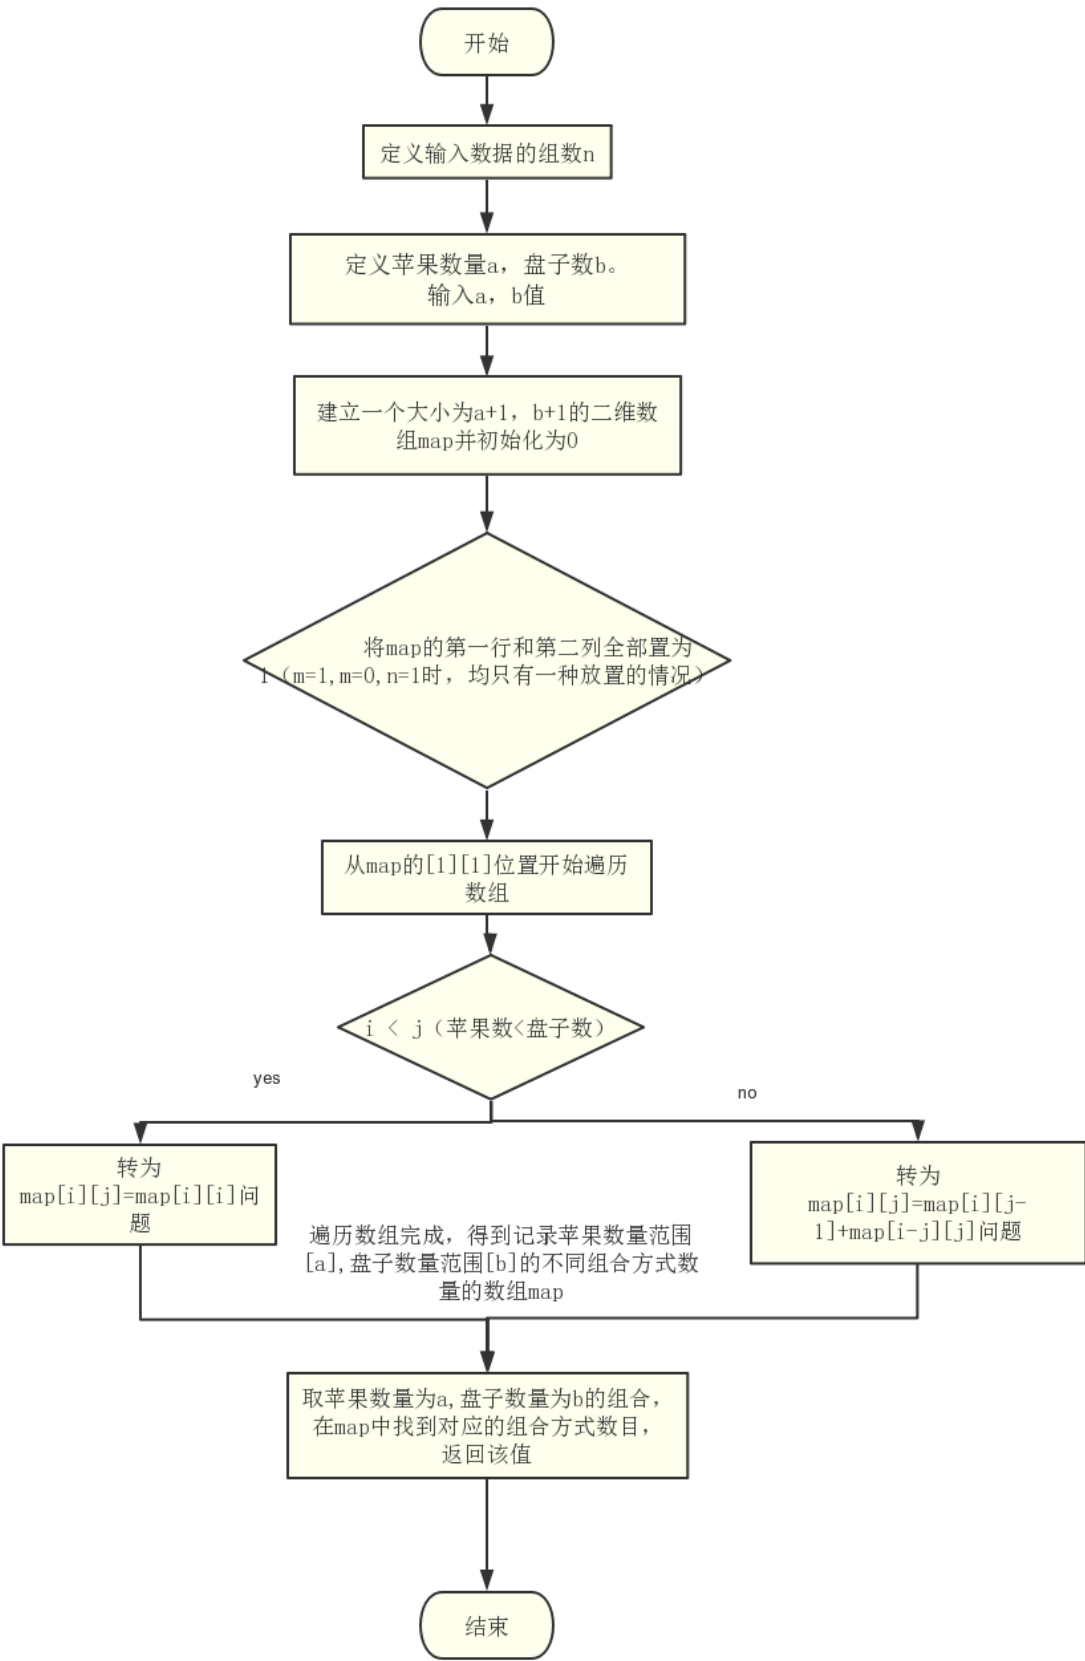 开始
定义输入数据的组数n
定义苹果数量a，盘子数b。
输入a，b值
建立一个大小为a+1，b+1的二维数
组map并初始化为0
将map的第一行和第二列全部置为
1（m=1,m=0,n=1时，均只有一种放置的情况）
从map的[1][1]位置开始遍历
数组
i < j（苹果数<盘子数）
yes
no
转为
map[i][j]=map[i][i]问
题
转为
map[i][j]=map[i][j-
1]+map[i-j][j]问题
遍历数组完成，得到记录苹果数量范围
[a],盘子数量范围[b]的不同组合方式数
量的数组map
取苹果数量为a,盘子数量为b的组合，
在map中找到对应的组合方式数目，
返回该值
结束